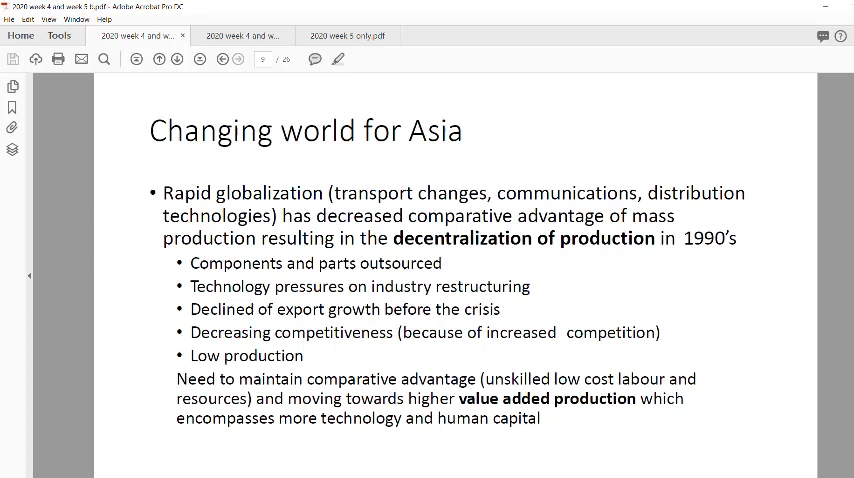 2020 week 4 and week 5 b.pdf - Adobe Acrobat Pro DC
File Edit View Window Help
Home Tools 2020 week 4 and w... × 2020 week 4 and w... 2020 week 5 only.pdf
9 / 26
Changing world for Asia
• Rapid globalization (transport changes, communications, distribution
technologies) has decreased comparative advantage of mass
production resulting in the decentralization of production in 1990’s
• Components and parts outsourced
• Technology pressures on industry restructuring
• Declined of export growth before the crisis
• Decreasing competitiveness (because of increased competition)
• Low production
Need to maintain comparative advantage (unskilled low cost labour and
resources) and moving towards higher value added production which
encompasses more technology and human capital